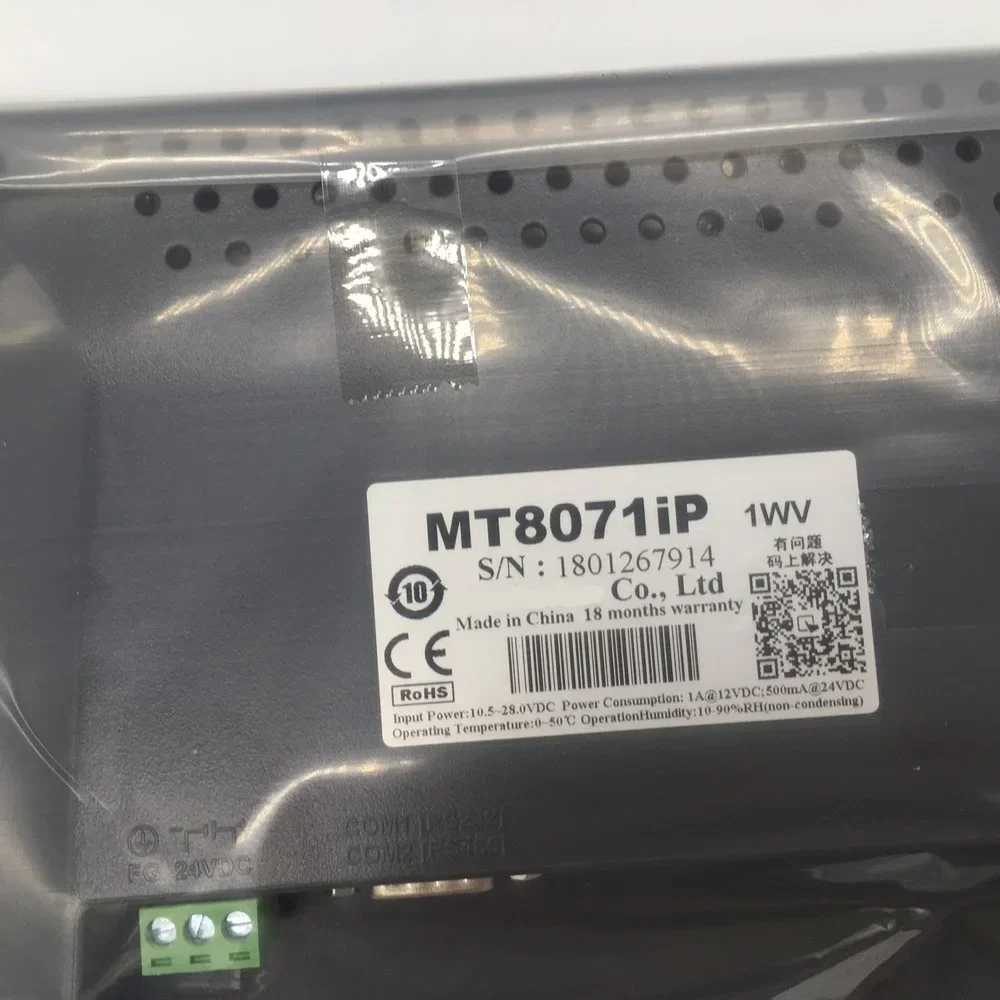 MT8071iP 1WV
S/N : 1801267914
有问题
码上解决
Co., Ltd
10
Made in China 18 months warranty
CE
RoHS
Input Power:10.5~28.0VDC Power Consumption: 1A@12VDC;500mA@24VDC
Operating Temperature:0~50℃ OperationHumidity:10-90%RH(non-condensing)
COM1 [RS232]
FG 24VDC